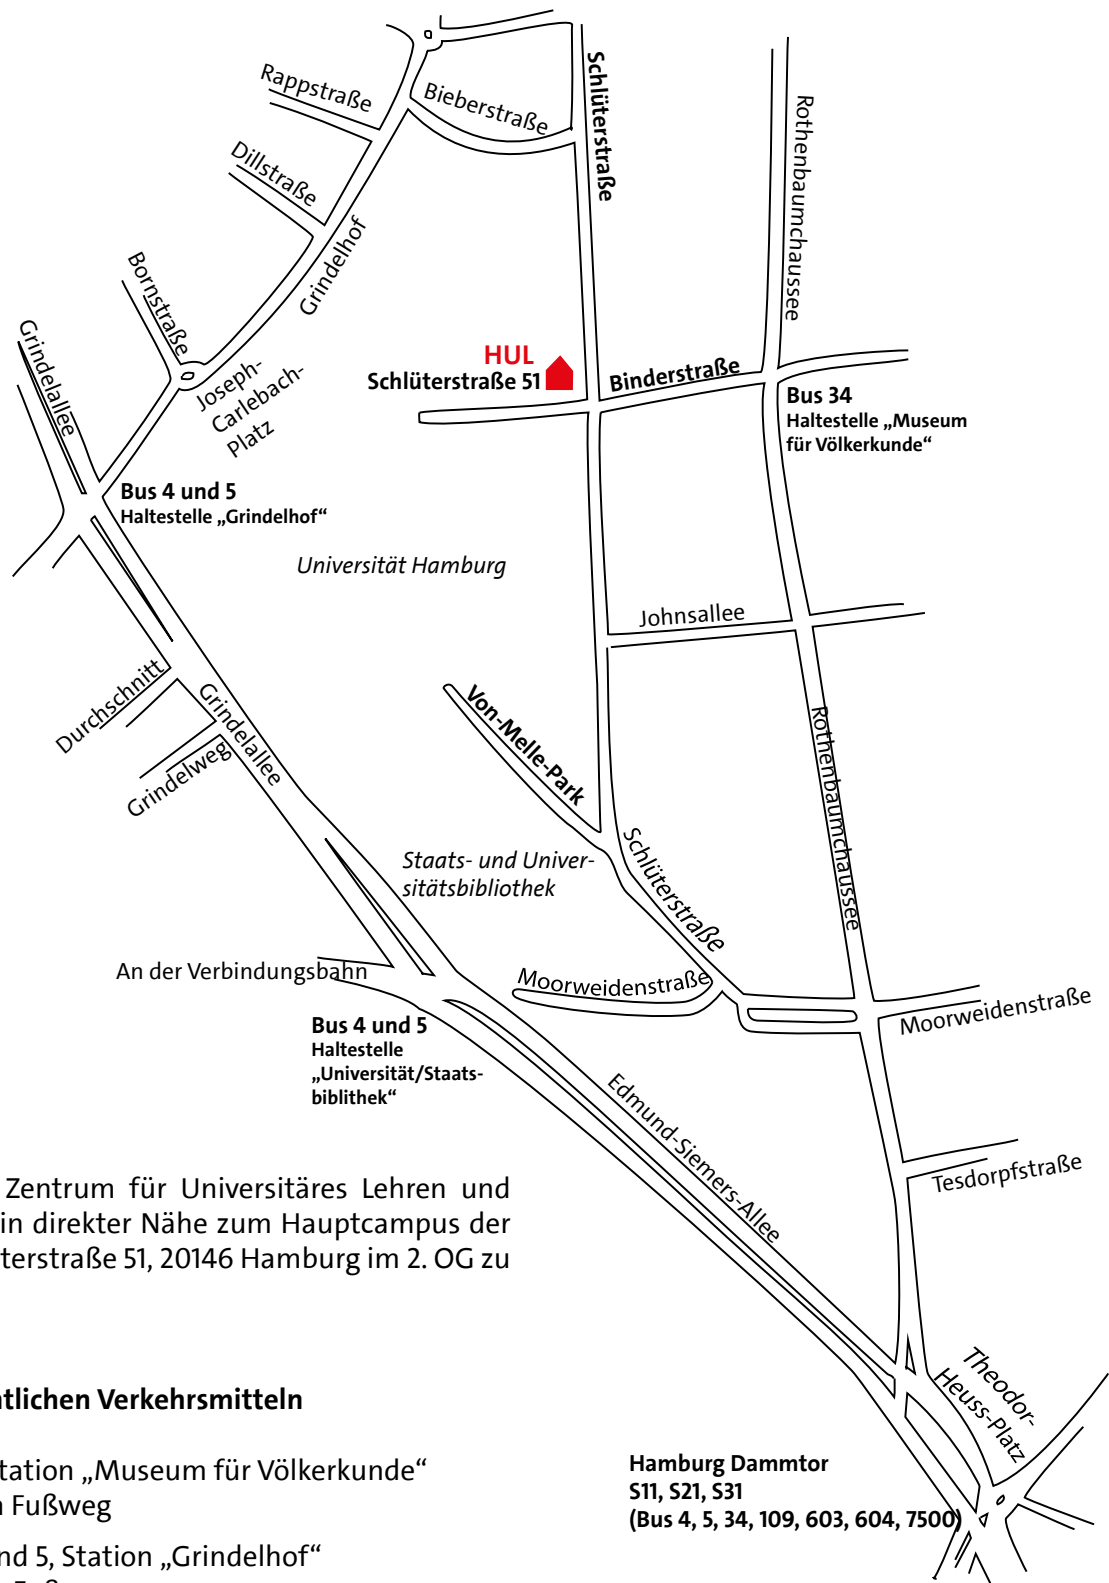 Rappstraße
Bieberstraße
Schlüterstraße
Rothenbaumchaussee
Dillstraße
Grindelhof
Bornstraße
Grindelallee
HUL
Schlüterstraße 51
Joseph-
Carlebach-
Platz
Binderstraße
Bus 34
Haltestelle „Museum
für Völkerkunde“
Bus 4 und 5
Haltestelle „Grindelhof“
Universität Hamburg
Johnsallee
Durchschnitt
Grindelallee
Grindelweg
Von-Melle-Park
Rothenbaumchaussee
Schlüterstraße
Staats- und Univer-
sitätsbibliothek
An der Verbindungsbahn
Moorweidenstraße
Moorweidenstraße
Bus 4 und 5
Haltestelle
„Universität/Staats-
biblithek“
Edmund-Siemers-Allee
Tesdorpfstraße
Zentrum für Universitäres Lehren und
in direkter Nähe zum Hauptcampus der
terstraße 51, 20146 Hamburg im 2. OG zu
ntlichen Verkehrsmitteln
tation „Museum für Völkerkunde“
Fußweg
nd 5, Station „Grindelhof“
Theodor-
Heuss-Platz
Hamburg Dammtor
S11, S21, S31
(Bus 4, 5, 34, 109, 603, 604, 7500)